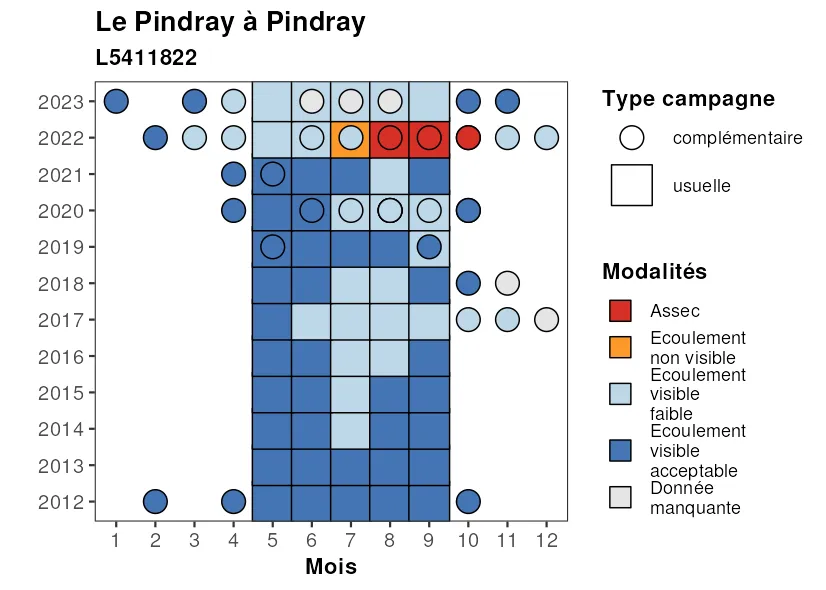 Le Pindray à Pindray
L5411822
2023
2022
2021
2020
2019
2018
2017
2016
2015
2014
2013
2012
1 2 3 4 5 6 7 8 9 10 11 12
Mois
Type campagne
complémentaire
usuelle
Modalités
Assec
Ecoulement
non visible
Ecoulement
visible
faible
Ecoulement
visible
acceptable
Donnée
manquante